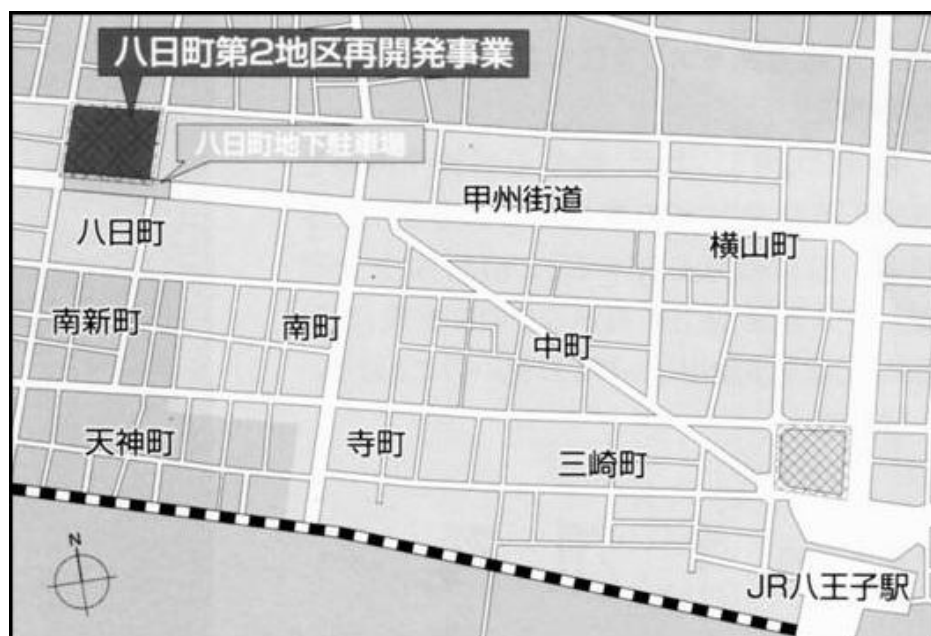 八日町第2地区再開発事業
八日町地下駐車場
甲州街道
八日町
横山町
南新町
南町
中町
天神町
寺町
三崎町
N
JR八王子駅